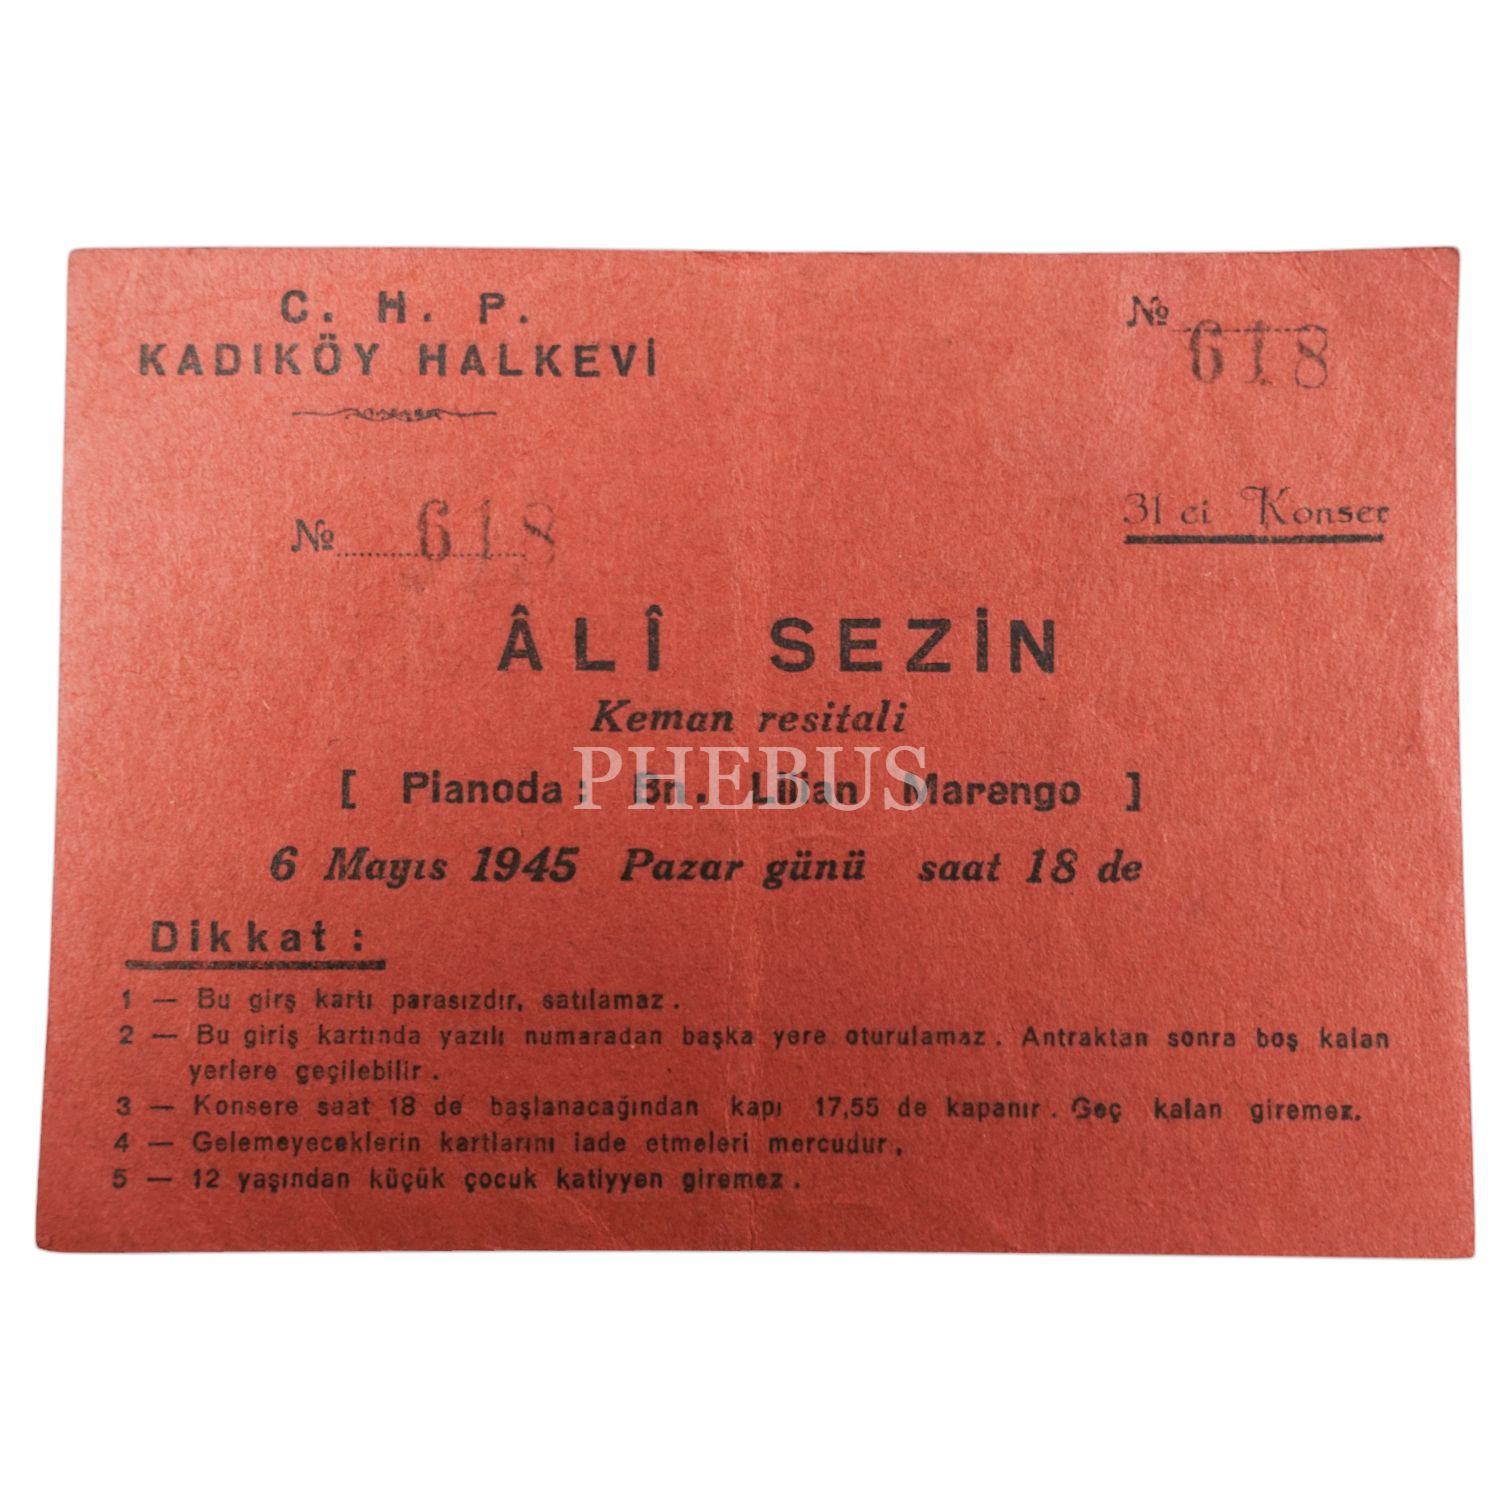 C. H. P.
KADIKÖY HALKEVİ
№ 618
№ 618
31 ci Konser
ÂLÎ SEZİN
Keman resitali
PHEBUS
[ Pianoda : Bn. Lilian Marengo ]
6 Mayıs 1945 Pazar günü saat 18 de
Dikkat :
1 — Bu girş kartı parasızdır, satılamaz.
2 — Bu giriş kartında yazılı numaradan başka yere oturulamaz. Antraktan sonra boş kalan
yerlere geçilebilir.
3 — Konsere saat 18 de başlanacağından kapı 17,55 de kapanır. Geç kalan giremez.
4 — Gelemeyeceklerin kartlarını iade etmeleri mercudur,
5 — 12 yaşından küçük çocuk katiyyen giremez.